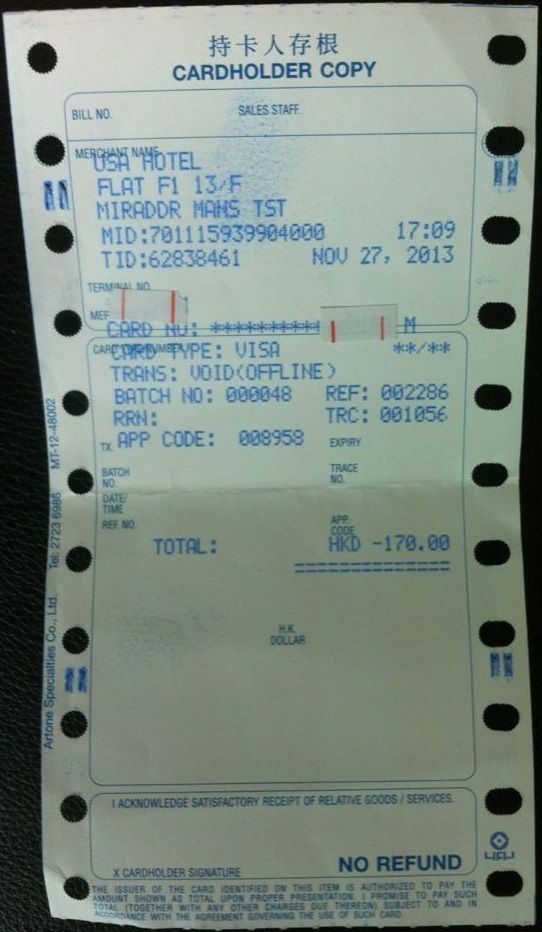 持卡人存根
CARDHOLDER COPY
BILL NO. SALES STAFF.
MERCHANT NAME
USA HOTEL
FLAT F1 13/F
MIRADDR MANS TST
MID:701115939904000 17:09
TID:62838461 NOV 27, 2013
TERMINAL NO.
MER
CARD NO: ********** M
CARD TYPE: VISA **/**
TRANS: VOID(OFFLINE)
BATCH NO: 000048 REF: 002286
RRN: TRC: 001056
TX. APP CODE: 008958 EXPIRY
BATCH NO. TRACE NO.
DATE/ TIME
REF. NO. APP. CODE
TOTAL: HKD -170.00
==============
H.K.
DOLLAR
I ACKNOWLEDGE SATISFACTORY RECEIPT OF RELATIVE GOODS / SERVICES.
X CARDHOLDER SIGNATURE NO REFUND
THE ISSUER OF THE CARD IDENTIFIED ON THIS ITEM IS AUTHORIZED TO PAY THE
AMOUNT SHOWN AS TOTAL UPON PROPER PRESENTATION. I PROMISE TO PAY SUCH
TOTAL (TOGETHER WITH ANY OTHER CHARGES DUE THEREON) SUBJECT TO AND IN
ACCORDANCE WITH THE AGREEMENT GOVERNING THE USE OF SUCH CARD.
Artone Specialties Co., Ltd. Tel: 2723 6986 MT-12-48002